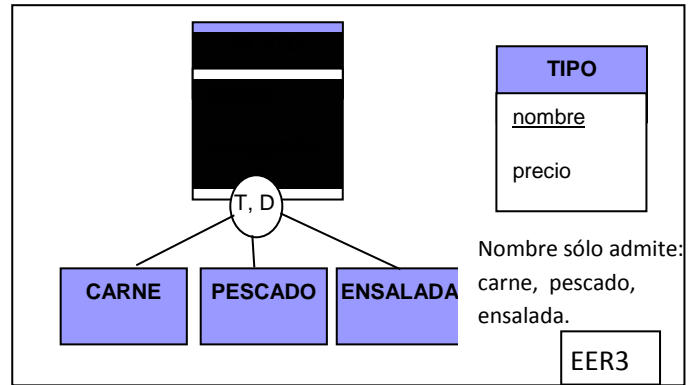 TIPO
nombre
precio
T, D
CARNE
PESCADO
ENSALADA
Nombre sólo admite:
carne, pescado,
ensalada.
EER3